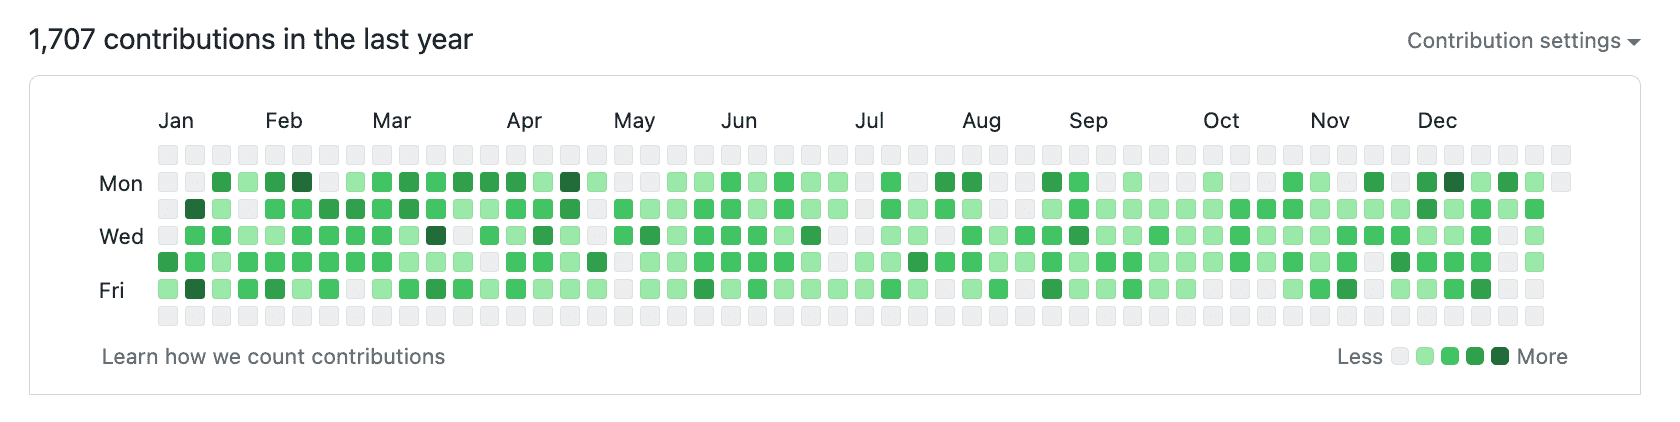 1,707 contributions in the last year
Contribution settings
Jan Feb Mar Apr May Jun Jul Aug Sep Oct Nov Dec
Mon
Wed
Fri
Learn how we count contributions
Less More